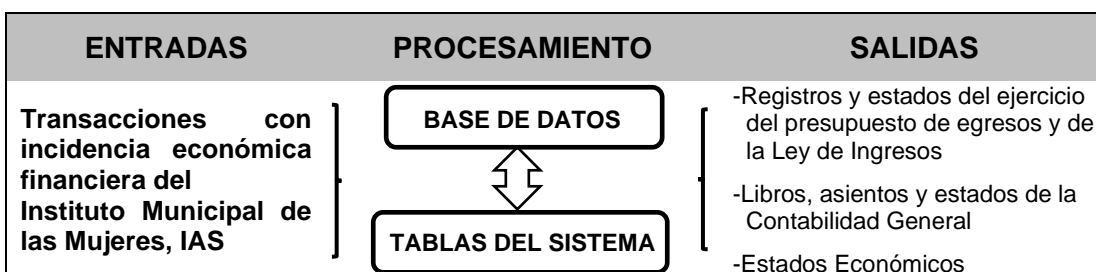 ENTRADAS PROCESAMIENTO SALIDAS
Transacciones con
incidencia económica
financiera del
Instituto Municipal de
las Mujeres, IAS
BASE DE DATOS
TABLAS DEL SISTEMA
-Registros y estados del ejercicio
del presupuesto de egresos y de
la Ley de Ingresos
-Libros, asientos y estados de la
Contabilidad General
-Estados Económicos